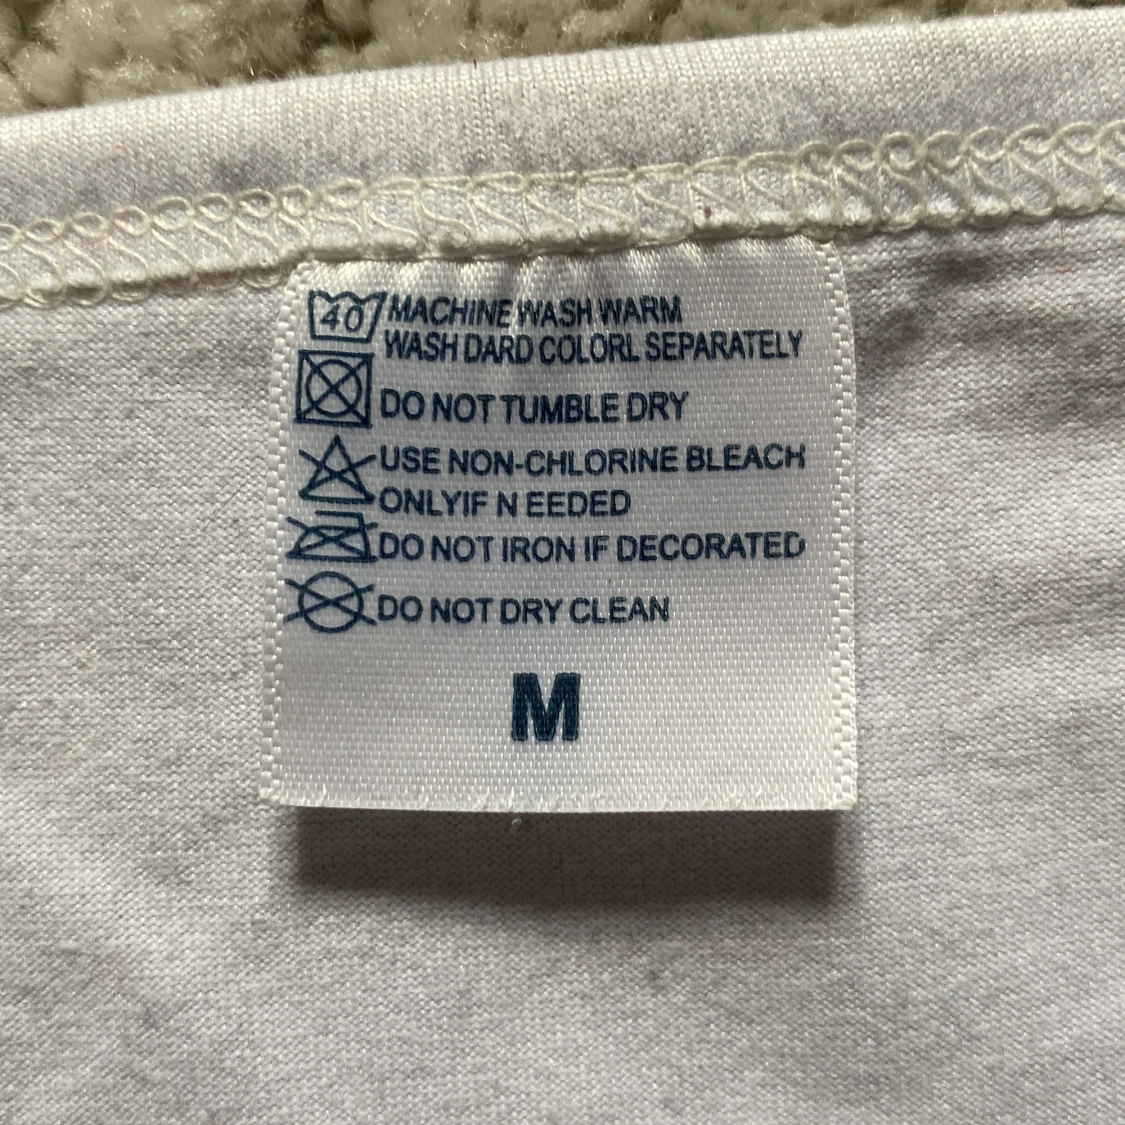 40 MACHINE WASH WARM
WASH DARD COLORL SEPARATELY
DO NOT TUMBLE DRY
USE NON-CHLORINE BLEACH
ONLYIF N EEDED
DO NOT IRON IF DECORATED
DO NOT DRY CLEAN
M